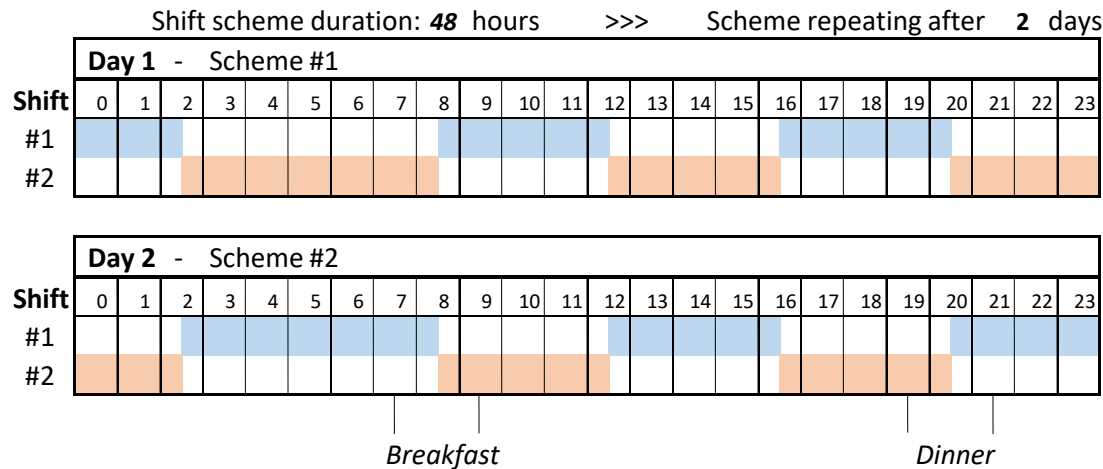 Shift scheme duration: 48 hours >>> Scheme repeating after 2 days
Day 1 - Scheme #1
Shift 0 1 2 3 4 5 6 7 8 9 10 11 12 13 14 15 16 17 18 19 20 21 22 23
#1
#2
Day 2 - Scheme #2
Shift 0 1 2 3 4 5 6 7 8 9 10 11 12 13 14 15 16 17 18 19 20 21 22 23
#1
#2
Breakfast Dinner